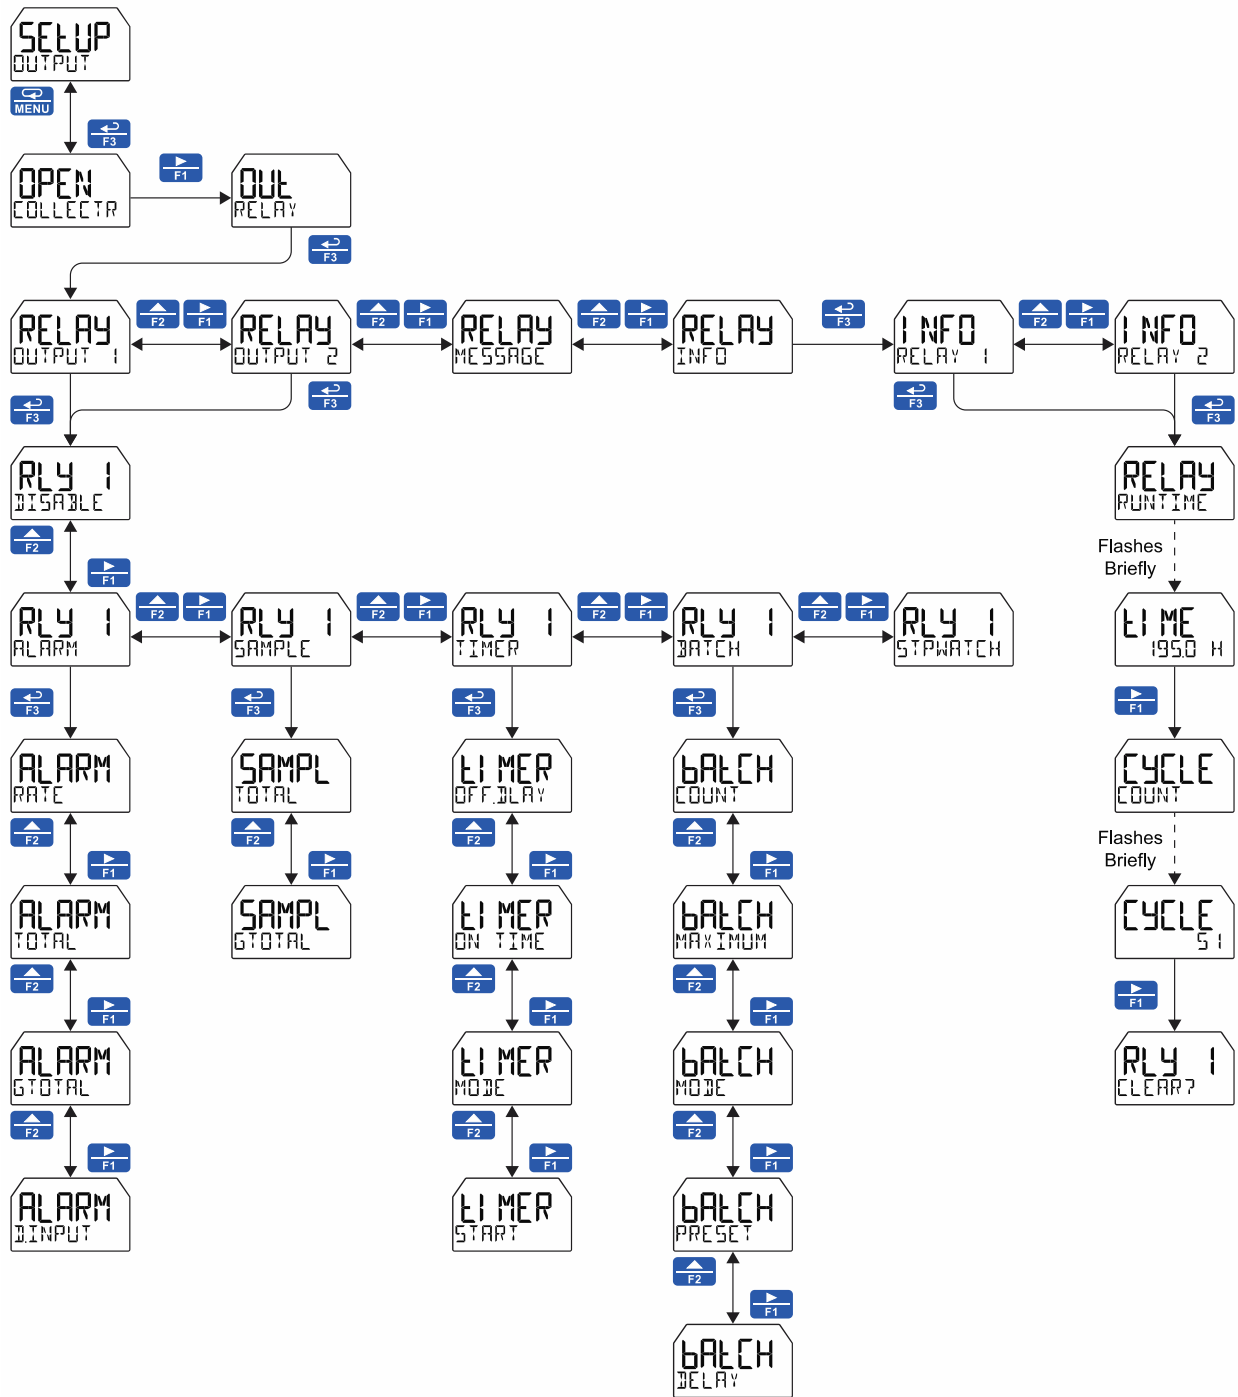 SEtUP
OUTPUT
MENU
F3
OPEN
COLLECTR
F1
OUt
RELAY
F3
RELAY
OUTPUT 1
F2 F1
RELAY
OUTPUT 2
F2 F1
RELAY
MESSAGE
F2 F1
RELAY
INFO
F3
INFO
RELAY 1
F2 F1
INFO
RELAY 2
F3
F3
F3
F3
RLY 1
DISABLE
F2
F1
RELAY
RUNTIME
Flashes
Briefly
RLY 1
ALARM
F2 F1
RLY 1
SAMPLE
F2 F1
RLY 1
TIMER
F2 F1
RLY 1
BATCH
F2 F1
RLY 1
STPWATCH
tIME
195.0 H
F3
F3
F3
F3
F1
ALARM
RATE
SAMPL
TOTAL
tIMER
OFF.DLAY
bAtCH
COUNT
CYCLE
COUNT
F2
F1
F2
F1
F2
F1
F2
F1
Flashes
Briefly
ALARM
TOTAL
SAMPL
GTOTAL
tIMER
ON TIME
bAtCH
MAXIMUM
CYCLE
51
F2
F1
F2
F1
F2
F1
F1
ALARM
GTOTAL
tIMER
MODE
bAtCH
MODE
RLY 1
CLEAR?
F2
F1
F2
F1
F2
F1
ALARM
D.INPUT
tIMER
START
bAtCH
PRESET
F2
F1
bAtCH
DELAY